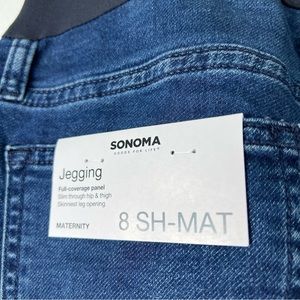 SONOMA
GOODS FOR LIFE
Jegging
Full-coverage panel
Slim through hip & thigh
Skinniest leg opening
MATERNITY
8 SH-MAT